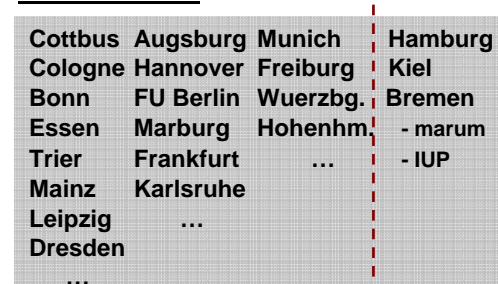 Cottbus Augsburg Munich Hamburg
Cologne Hannover Freiburg Kiel
Bonn FU Berlin Wuerzbg. Bremen
Essen Marburg Hohenhm. - marum
Trier Frankfurt … - IUP
Mainz Karlsruhe
Leipzig …
Dresden
…